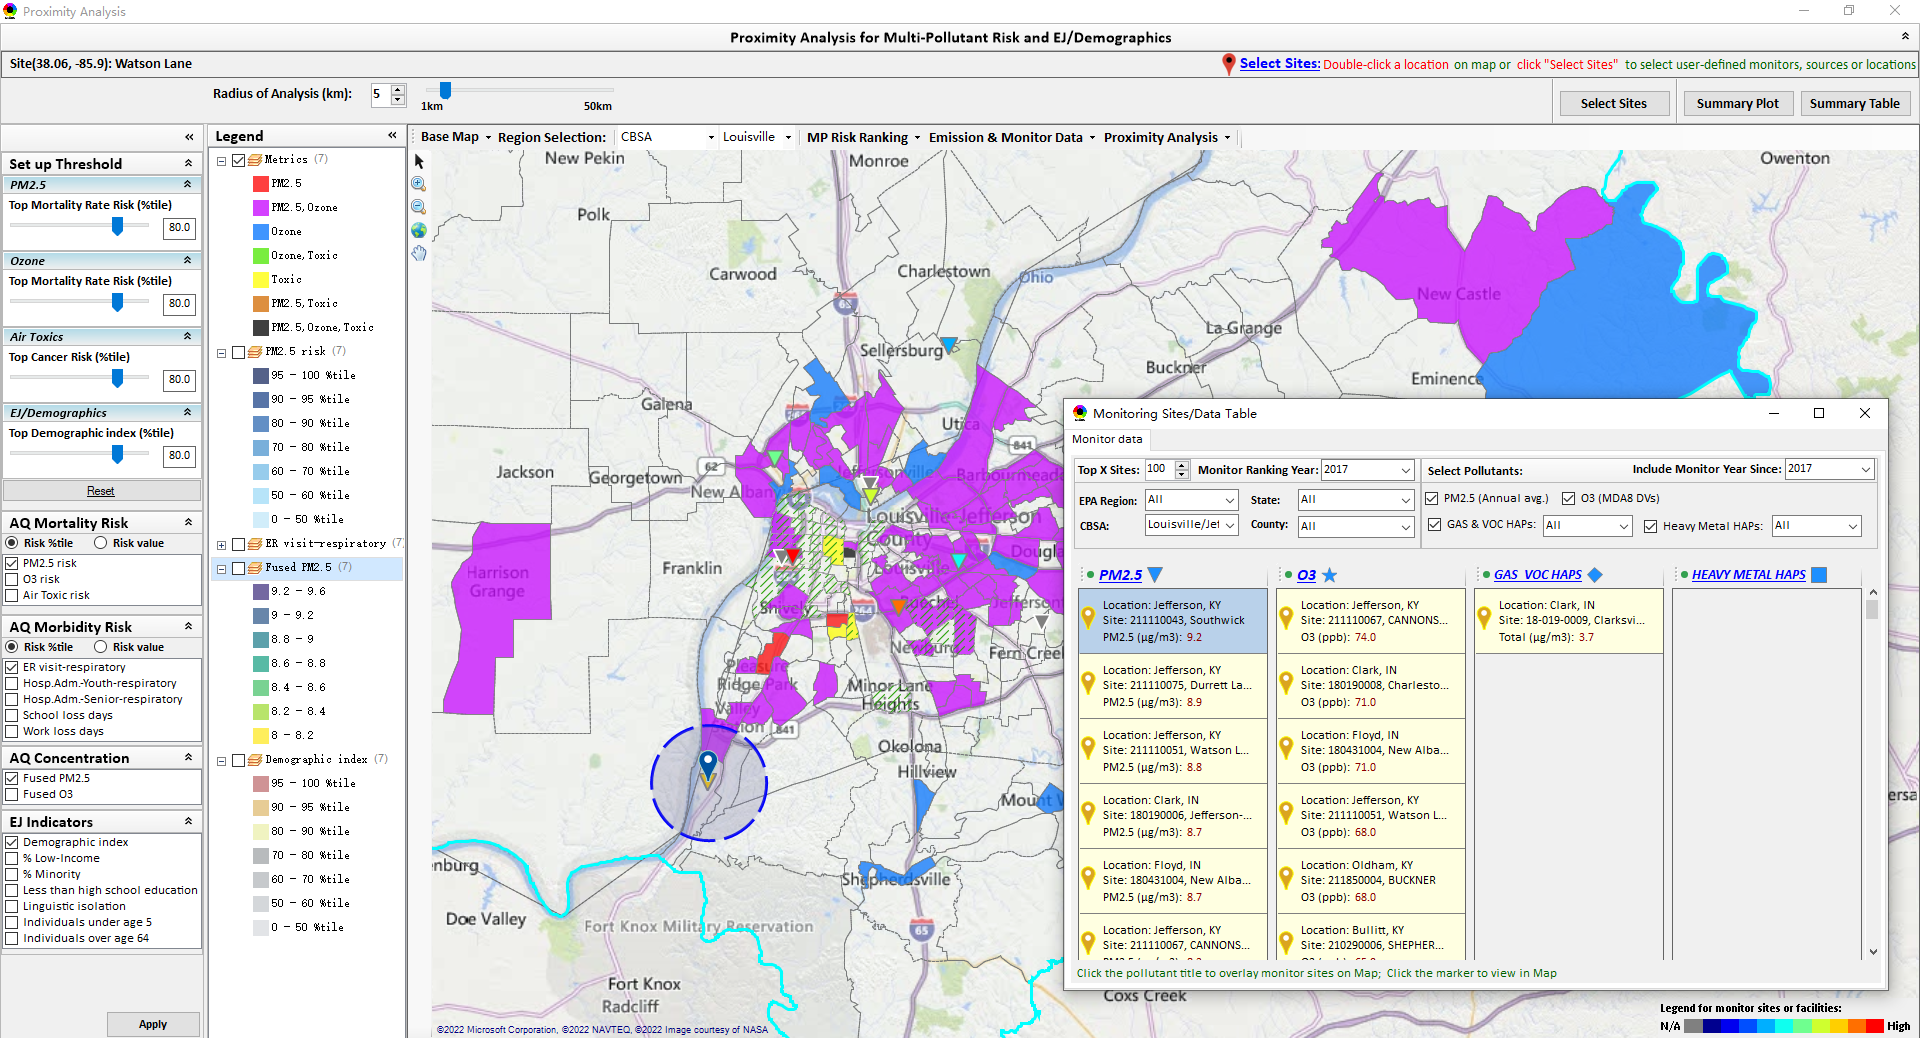 Proximity Analysis
Proximity Analysis for Multi-Pollutant Risk and EJ/Demographics
Site(38.06, -85.9): Watson Lane
Select Sites: Double-click a location on map or click "Select Sites" to select user-defined monitors, sources or locations
Radius of Analysis (km): 5
1km 50km
Select Sites Summary Plot Summary Table
Set up Threshold
PM2.5
Top Mortality Rate Risk (%tile)
80.0
Ozone
Top Mortality Rate Risk (%tile)
80.0
Air Toxics
Top Cancer Risk (%tile)
80.0
EJ/Demographics
Top Demographic index (%tile)
80.0
Reset
AQ Mortality Risk
Risk %tile Risk value
PM2.5 risk
O3 risk
Air Toxic risk
AQ Morbidity Risk
Risk %tile Risk value
ER visit-respiratory
Hosp.Adm.-Youth-respiratory
Hosp.Adm.-Senior-respiratory
School loss days
Work loss days
AQ Concentration
Fused PM2.5
Fused O3
EJ Indicators
Demographic index
% Low-Income
% Minority
Less than high school education
Linguistic isolation
Individuals under age 5
Individuals over age 64
Apply
Legend
Metrics (7)
PM2.5
PM2.5,Ozone
Ozone
Ozone,Toxic
Toxic
PM2.5,Toxic
PM2.5,Ozone,Toxic
PM2.5 risk (7)
95 - 100 %tile
90 - 95 %tile
80 - 90 %tile
70 - 80 %tile
60 - 70 %tile
50 - 60 %tile
0 - 50 %tile
ER visit-respiratory (7
Fused PM2.5 (7)
9.2 - 9.6
9 - 9.2
8.8 - 9
8.6 - 8.8
8.4 - 8.6
8.2 - 8.4
8 - 8.2
Demographic index (7)
95 - 100 %tile
90 - 95 %tile
80 - 90 %tile
70 - 80 %tile
60 - 70 %tile
50 - 60 %tile
0 - 50 %tile
Base Map Region Selection: CBSA Louisville MP Risk Ranking Emission & Monitor Data Proximity Analysis
New Pekin
Monroe
Owenton
Polk
Carwood
Charlestown
Ohio
65
New Castle
La Grange
Sellersburg
Buckner
Eminence
Galena
Utica
841
62
Jackson
Georgetown
Jeffersonville
Barbourmeade
New Albany
Louisville-Jefferson
County
Dougla
Louisville
Franklin
Harrison
Grange
Shively
264
Buechel
Jefferson
Newburg
Fern Creek
Pleasure
Ridge Park
Minor Lane
Heights
Valley
Station
841
Okolona
Hillview
Mount
enburg
Shepherdsville
Doe Valley
Fort Knox Military Reservation
65
Fort Knox
Radcliff
Coxs Creek
ersa
©2022 Microsoft Corporation, ©2022 NAVTEQ, ©2022 Image courtesy of NASA
Monitoring Sites/Data Table
Monitor data
Top X Sites: 100 Monitor Ranking Year: 2017
Select Pollutants: Include Monitor Year Since: 2017
EPA Region: All State: All
CBSA: Louisville/Jef County: All
PM2.5 (Annual avg.) O3 (MDA8 DVs)
GAS & VOC HAPs: All Heavy Metal HAPs: All
PM2.5
Location: Jefferson, KY
Site: 211110043, Southwick
PM2.5 (μg/m3): 9.2
Location: Jefferson, KY
Site: 211110075, Durrett La...
PM2.5 (μg/m3): 8.9
Location: Jefferson, KY
Site: 211110051, Watson L...
PM2.5 (μg/m3): 8.8
Location: Clark, IN
Site: 180190006, Jefferson-...
PM2.5 (μg/m3): 8.7
Location: Floyd, IN
Site: 180431004, New Alba...
PM2.5 (μg/m3): 8.7
Location: Jefferson, KY
Site: 211110067, CANNONS...
O3
Location: Jefferson, KY
Site: 211110067, CANNONS...
O3 (ppb): 74.0
Location: Clark, IN
Site: 180190008, Charlesto...
O3 (ppb): 71.0
Location: Floyd, IN
Site: 180431004, New Alba...
O3 (ppb): 71.0
Location: Jefferson, KY
Site: 211110051, Watson L...
O3 (ppb): 68.0
Location: Oldham, KY
Site: 211850004, BUCKNER
O3 (ppb): 68.0
Location: Bullitt, KY
Site: 210290006, SHEPHER...
GAS VOC HAPS
Location: Clark, IN
Site: 18-019-0009, Clarksvi...
Total (μg/m3): 3.7
HEAVY METAL HAPS
Click the pollutant title to overlay monitor sites on Map; Click the marker to view in Map
Legend for monitor sites or facilities:
N/A High